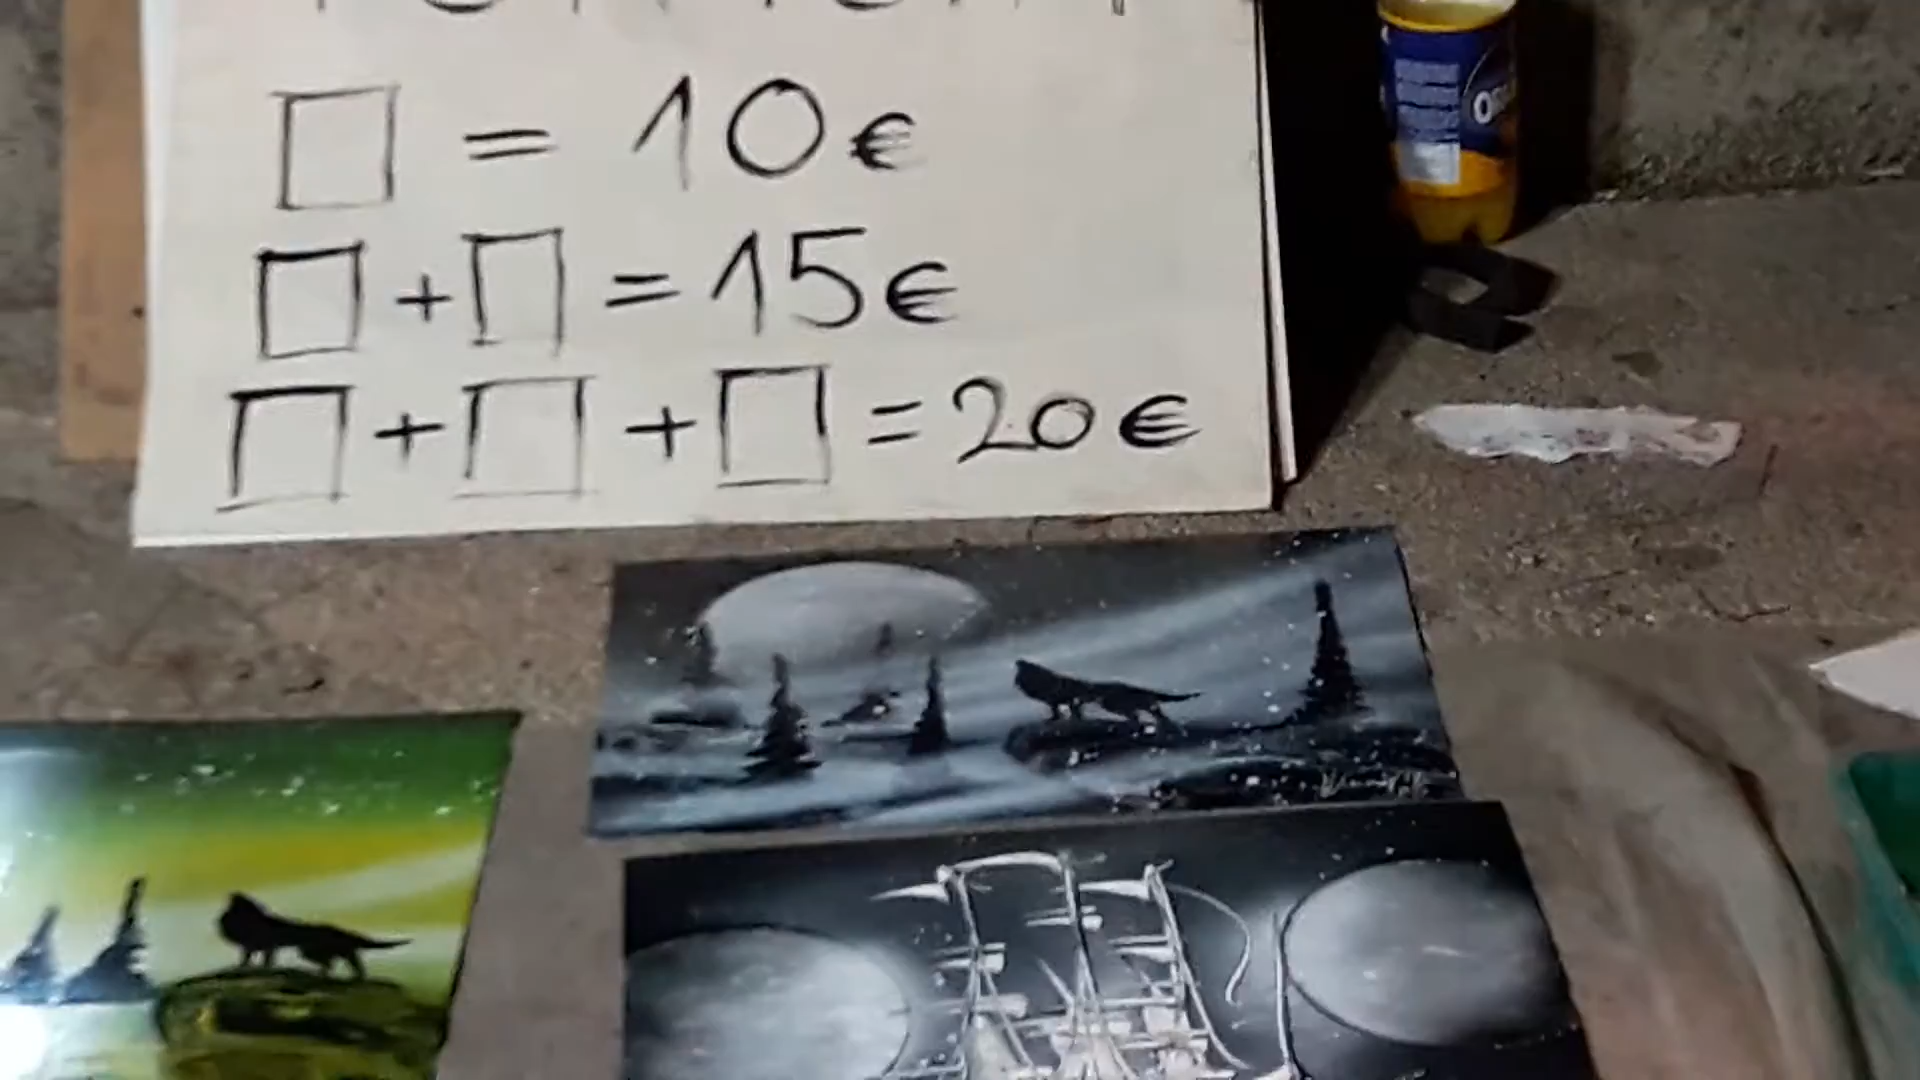 □ = 10€
□ + □ = 15€
□ + □ + □ = 20€